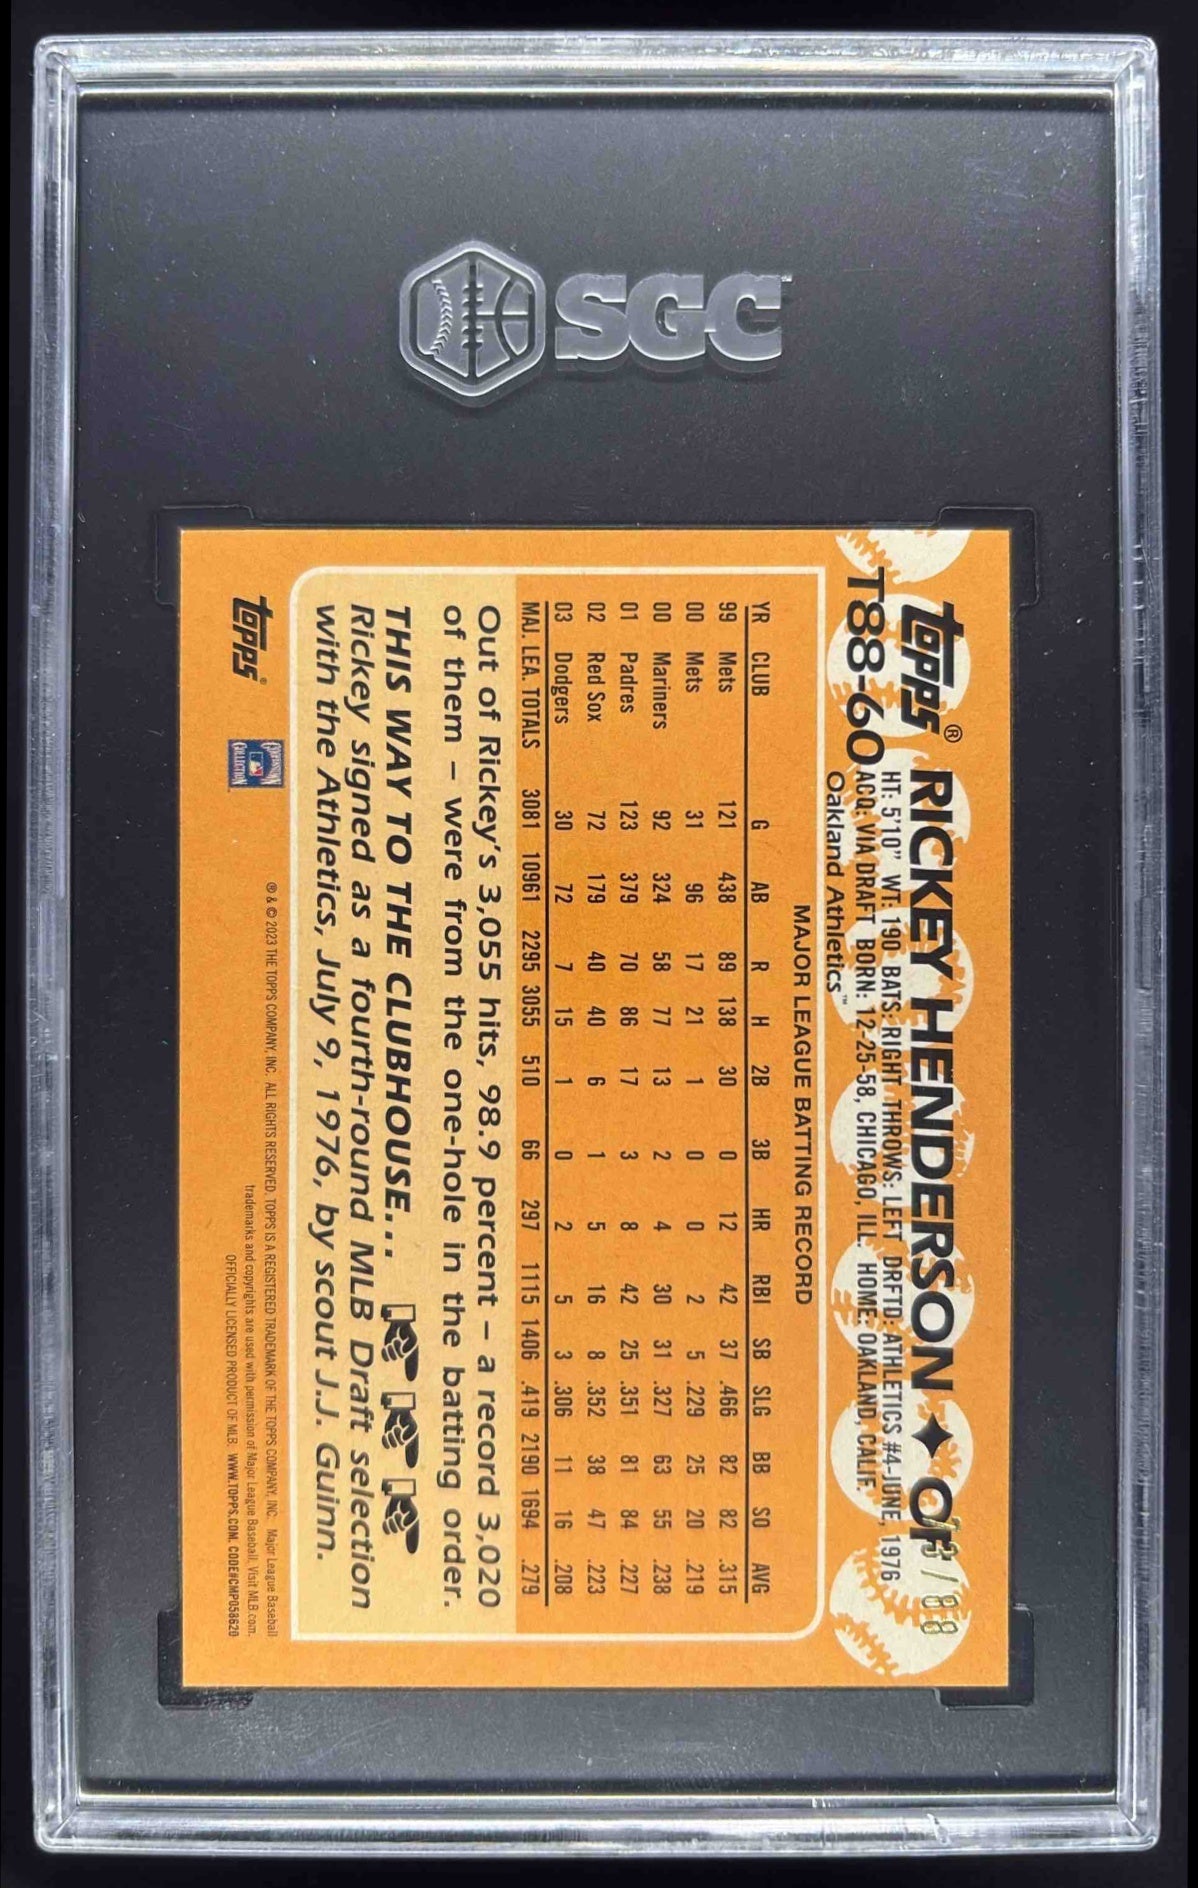 SGC
topps® RICKEY HENDERSON ✦ OF
/88
T88-60
HT: 5'10" WT: 190 BATS: RIGHT THROWS: LEFT DRFTD: ATHLETICS #4-JUNE, 1976
ACQ: VIA DRAFT BORN: 12-25-58, CHICAGO, ILL. HOME: OAKLAND, CALIF.
Oakland Athletics™
MAJOR LEAGUE BATTING RECORD
YR CLUB G AB R H 2B 3B HR RBI SB SLG BB SO AVG
99 Mets 121 438 89 138 30 0 12 42 37 .466 82 82 .315
00 Mets 31 96 17 21 1 0 0 2 5 .229 25 20 .219
00 Mariners 92 324 58 77 13 2 4 30 31 .327 63 55 .238
01 Padres 123 379 70 86 17 3 8 42 25 .351 81 84 .227
02 Red Sox 72 179 40 40 6 1 5 16 8 .352 38 47 .223
03 Dodgers 30 72 7 15 1 0 2 5 3 .306 11 16 .208
MAJ. LEA. TOTALS 3081 10961 2295 3055 510 66 297 1115 1406 .419 2190 1694 .279
Out of Rickey's 3,055 hits, 98.9 percent – a record 3,020
of them – were from the one-hole in the batting order.
THIS WAY TO THE CLUBHOUSE...
Rickey signed as a fourth-round MLB Draft selection
with the Athletics, July 9, 1976, by scout J.J. Guinn.
topps®
COOPERSTOWN COLLECTION
® & © 2023 THE TOPPS COMPANY, INC. ALL RIGHTS RESERVED. TOPPS IS A REGISTERED TRADEMARK OF THE TOPPS COMPANY, INC. Major League Baseball
trademarks and copyrights are used with permission of Major League Baseball. Visit MLB.com.
OFFICIALLY LICENSED PRODUCT OF MLB. WWW.TOPPS.COM. CODE#CMP058620